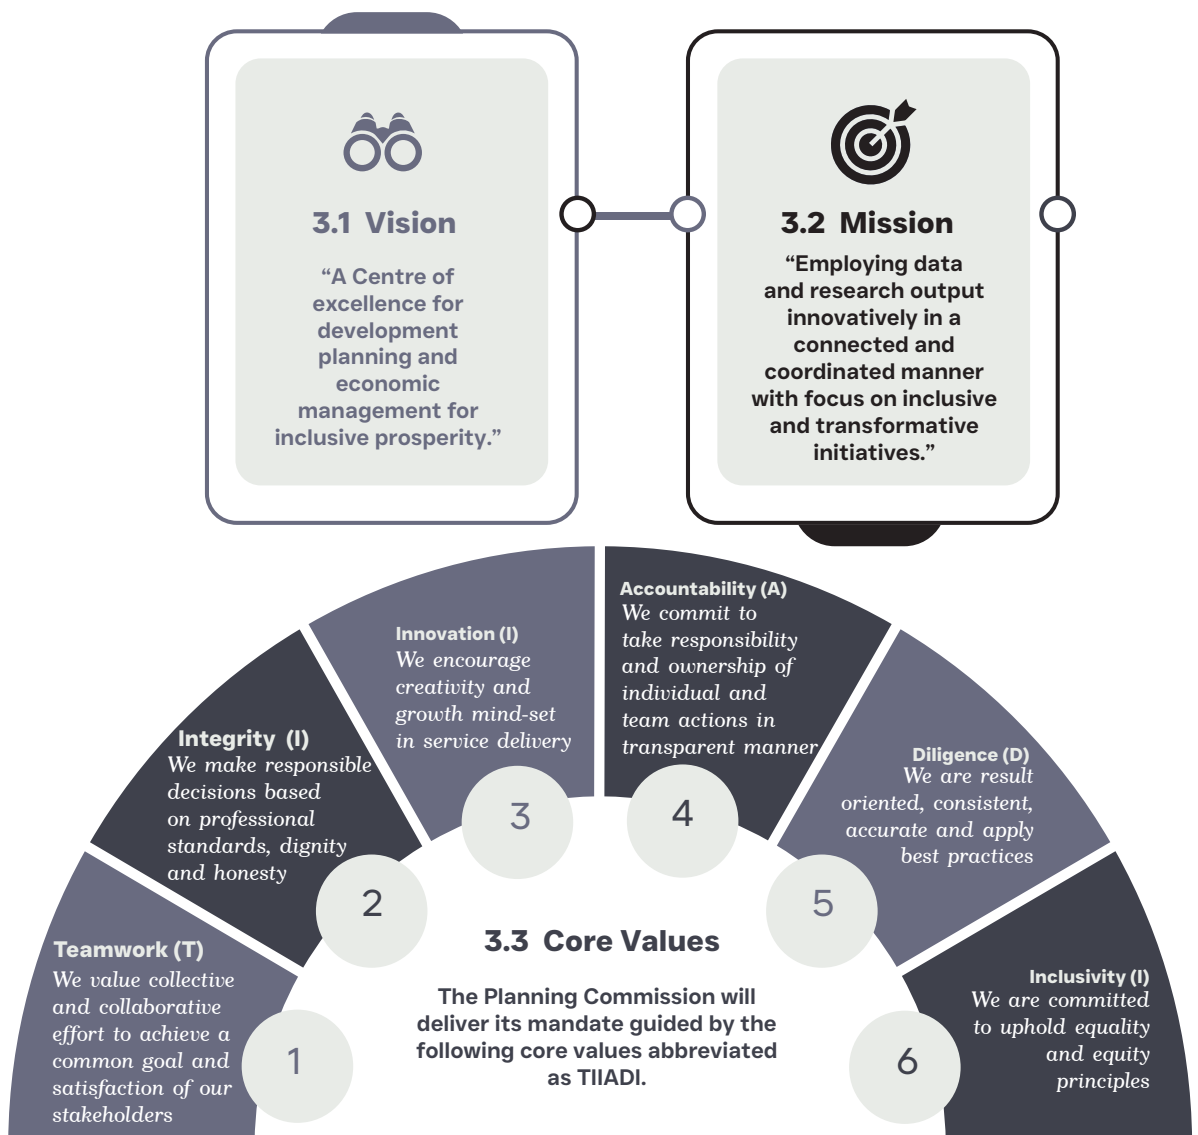 3.1 Vision
“A Centre of
excellence for
development
planning and
economic
management for
inclusive prosperity.”
3.2 Mission
“Employing data
and research output
innovatively in a
connected and
coordinated manner
with focus on inclusive
and transformative
initiatives.”
Teamwork (T)
We value collective
and collaborative
effort to achieve a
common goal and
satisfaction of our
stakeholders
1
Integrity (I)
We make responsible
decisions based
on professional
standards, dignity
and honesty
2
Innovation (I)
We encourage
creativity and
growth mind-set
in service delivery
3
Accountability (A)
We commit to
take responsibility
and ownership of
individual and
team actions in
transparent manner
4
Diligence (D)
We are result
oriented, consistent,
accurate and apply
best practices
5
Inclusivity (I)
We are committed
to uphold equality
and equity
principles
6
3.3 Core Values
The Planning Commission will
deliver its mandate guided by the
following core values abbreviated
as TIIADI.